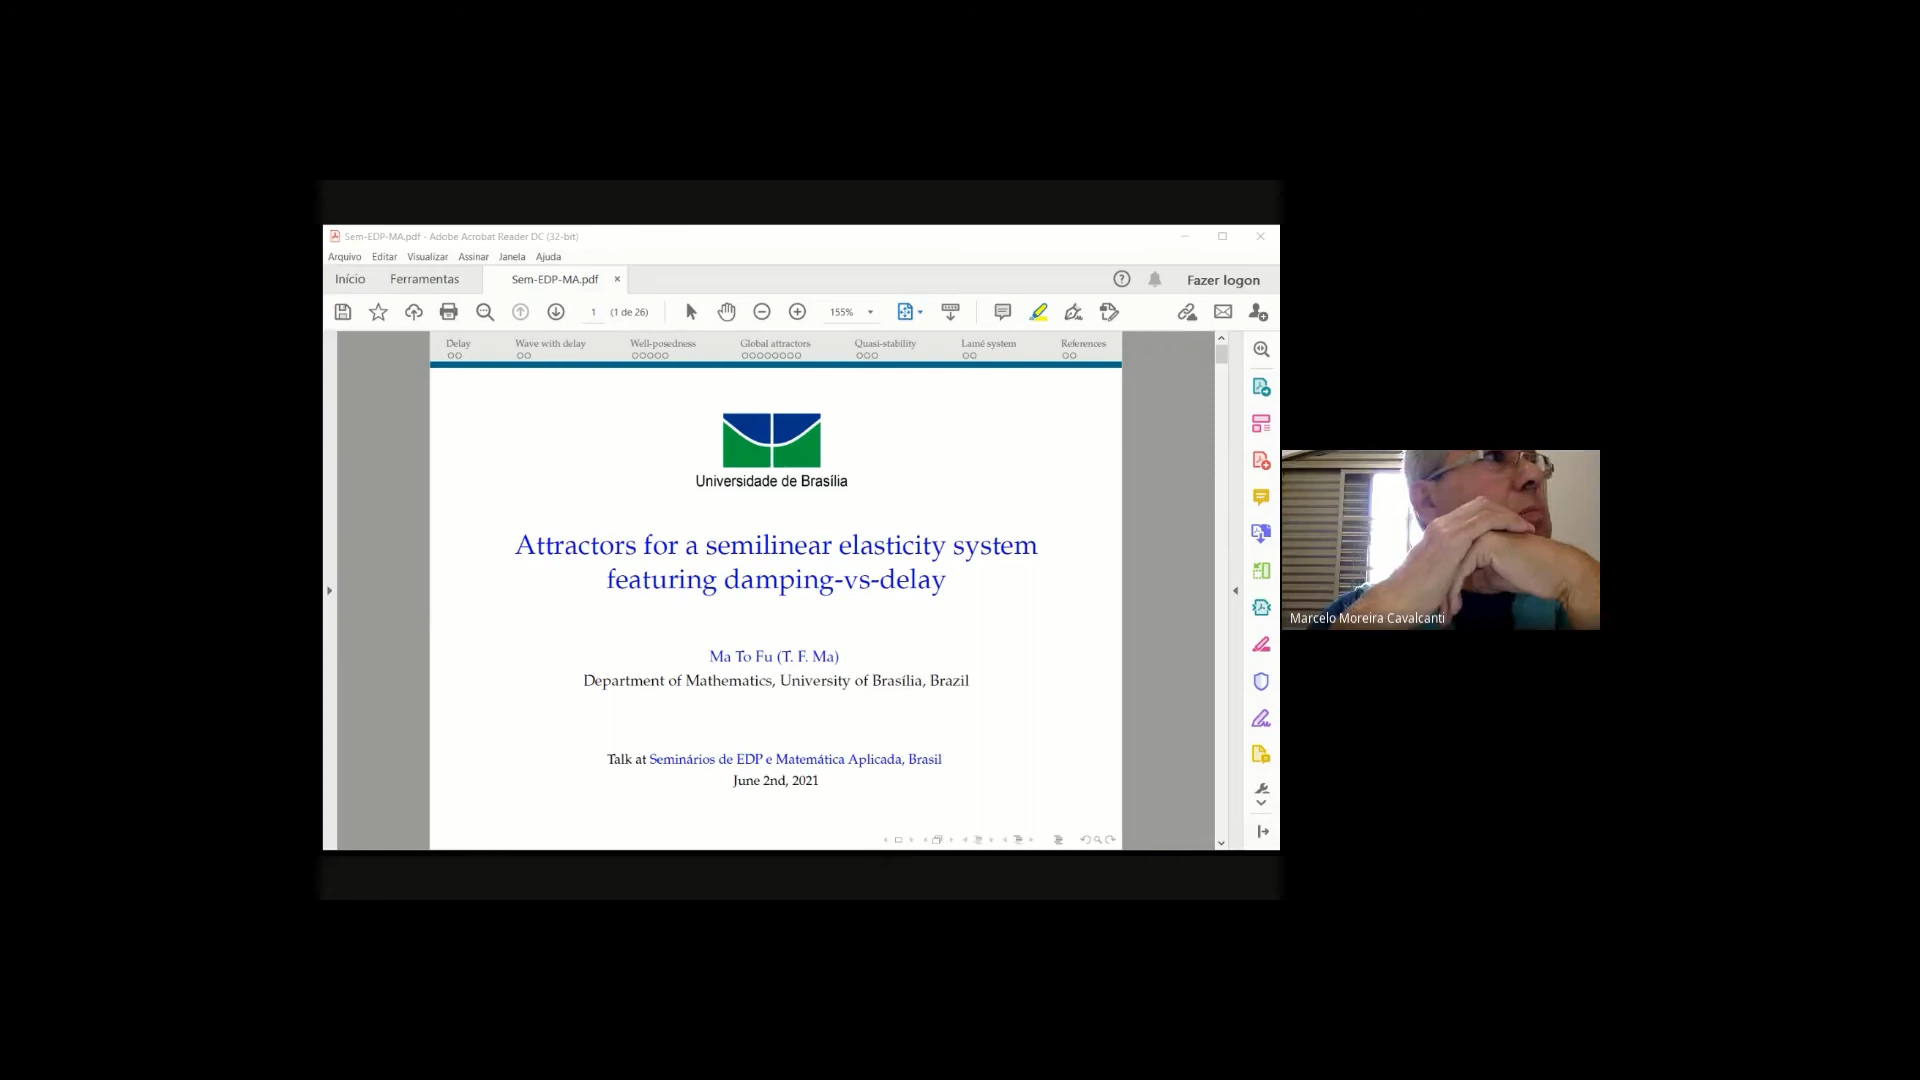 Sem-EDP-MA.pdf - Adobe Acrobat Reader DC (32-bit)
Arquivo Editar Visualizar Assinar Janela Ajuda
Início Ferramentas Sem-EDP-MA.pdf × Fazer logon
1 (1 de 26) 155%
Delay Wave with delay Well-posedness Global attractors Quasi-stability Lamé system References
Universidade de Brasília
Attractors for a semilinear elasticity system
featuring damping-vs-delay
Ma To Fu (T. F. Ma)
Department of Mathematics, University of Brasília, Brazil
Talk at Seminários de EDP e Matemática Aplicada, Brasil
June 2nd, 2021
Marcelo Moreira Cavalcanti